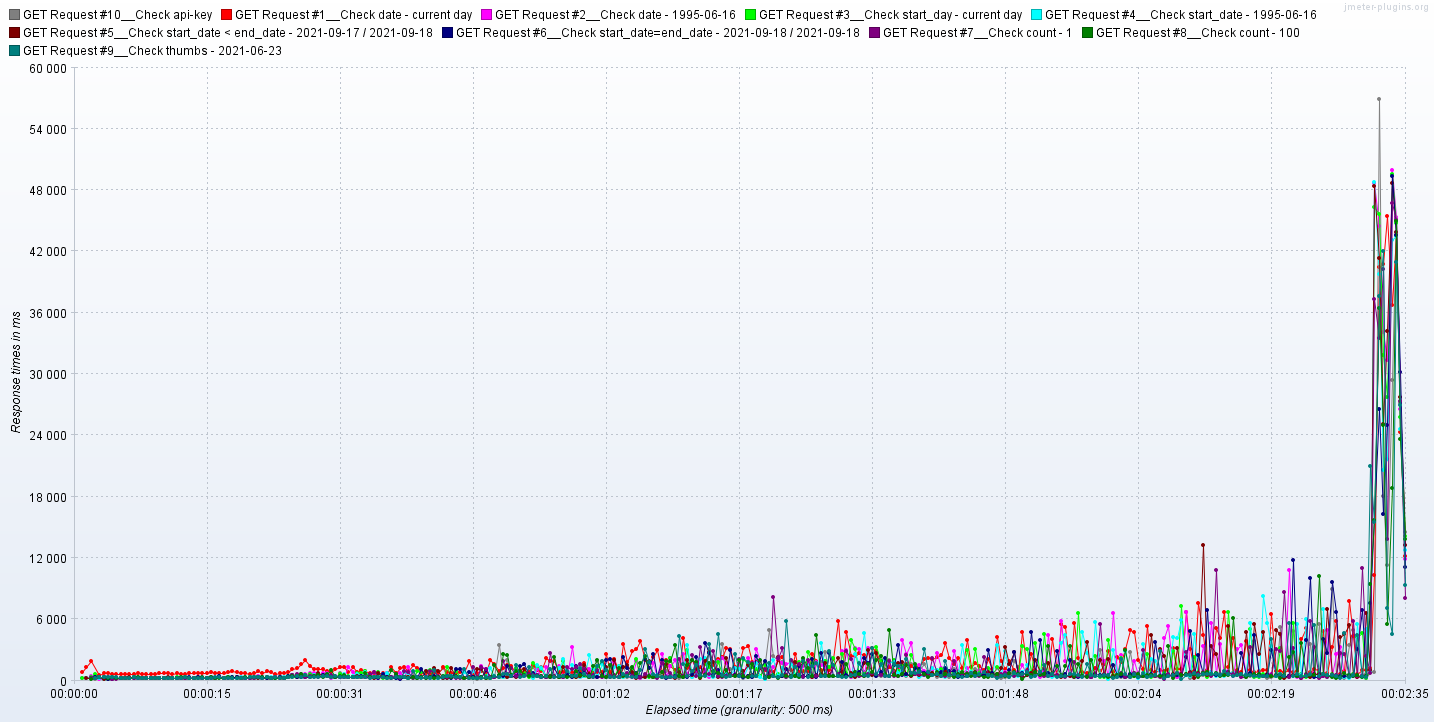 jmeter-plugins.org
GET Request #10__Check api-key GET Request #1__Check date - current day GET Request #2__Check date - 1995-06-16 GET Request #3__Check start_day - current day GET Request #4__Check start_date - 1995-06-16
GET Request #5__Check start_date < end_date - 2021-09-17 / 2021-09-18 GET Request #6__Check start_date=end_date - 2021-09-18 / 2021-09-18 GET Request #7__Check count - 1 GET Request #8__Check count - 100
GET Request #9__Check thumbs - 2021-06-23
60 000
54 000
48 000
42 000
36 000
30 000
24 000
18 000
12 000
6 000
0
Response times in ms
00:00:00 00:00:15 00:00:31 00:00:46 00:01:02 00:01:17 00:01:33 00:01:48 00:02:04 00:02:19 00:02:35
Elapsed time (granularity: 500 ms)